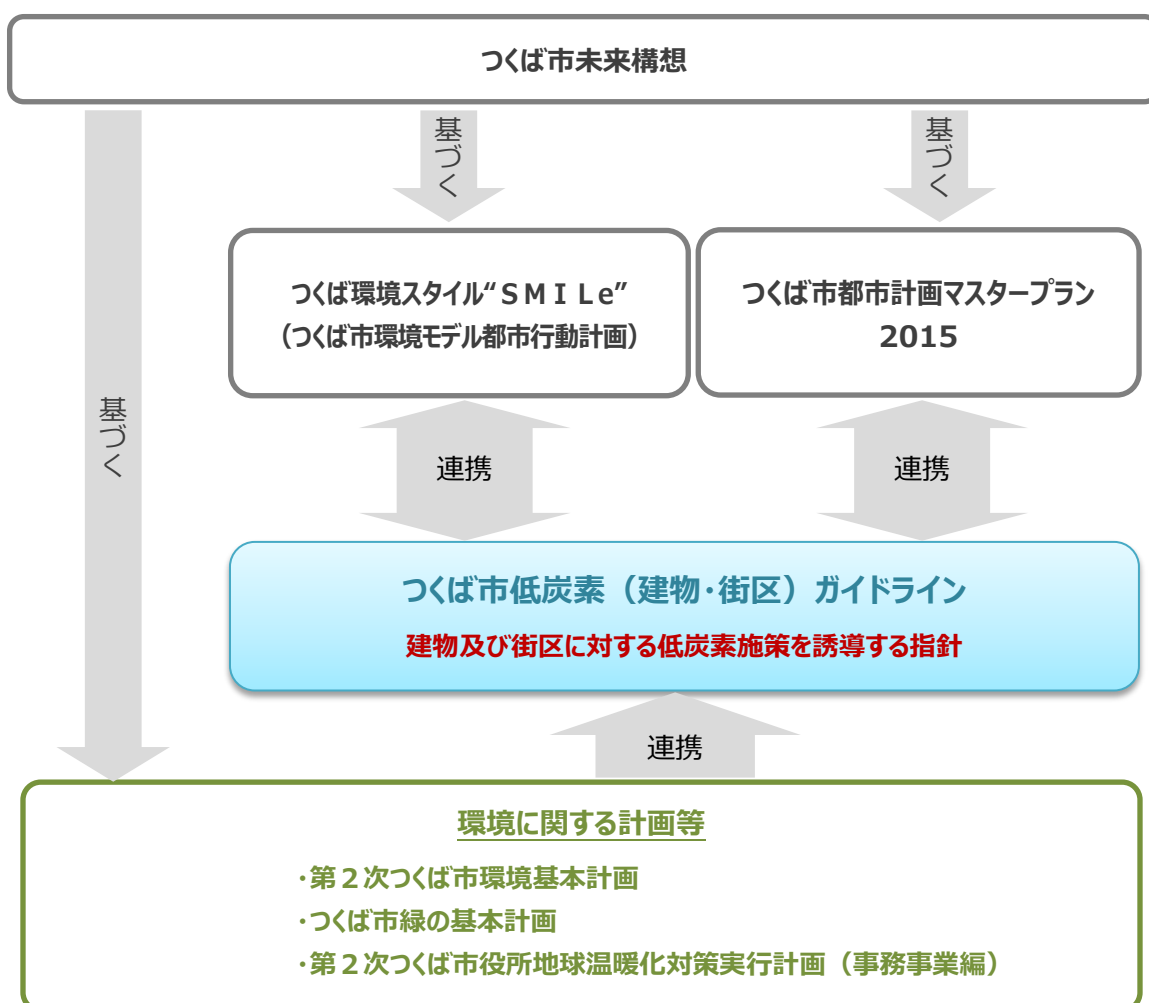 つくば市未来構想
基づく
基づく
基づく
つくば環境スタイル“ＳＭＩＬｅ”
（つくば市環境モデル都市行動計画）
つくば市都市計画マスタープラン
2015
連携
連携
つくば市低炭素（建物･街区）ガイドライン
建物及び街区に対する低炭素施策を誘導する指針
連携
環境に関する計画等
･第２次つくば市環境基本計画
･つくば市緑の基本計画
･第２次つくば市役所地球温暖化対策実行計画（事務事業編）